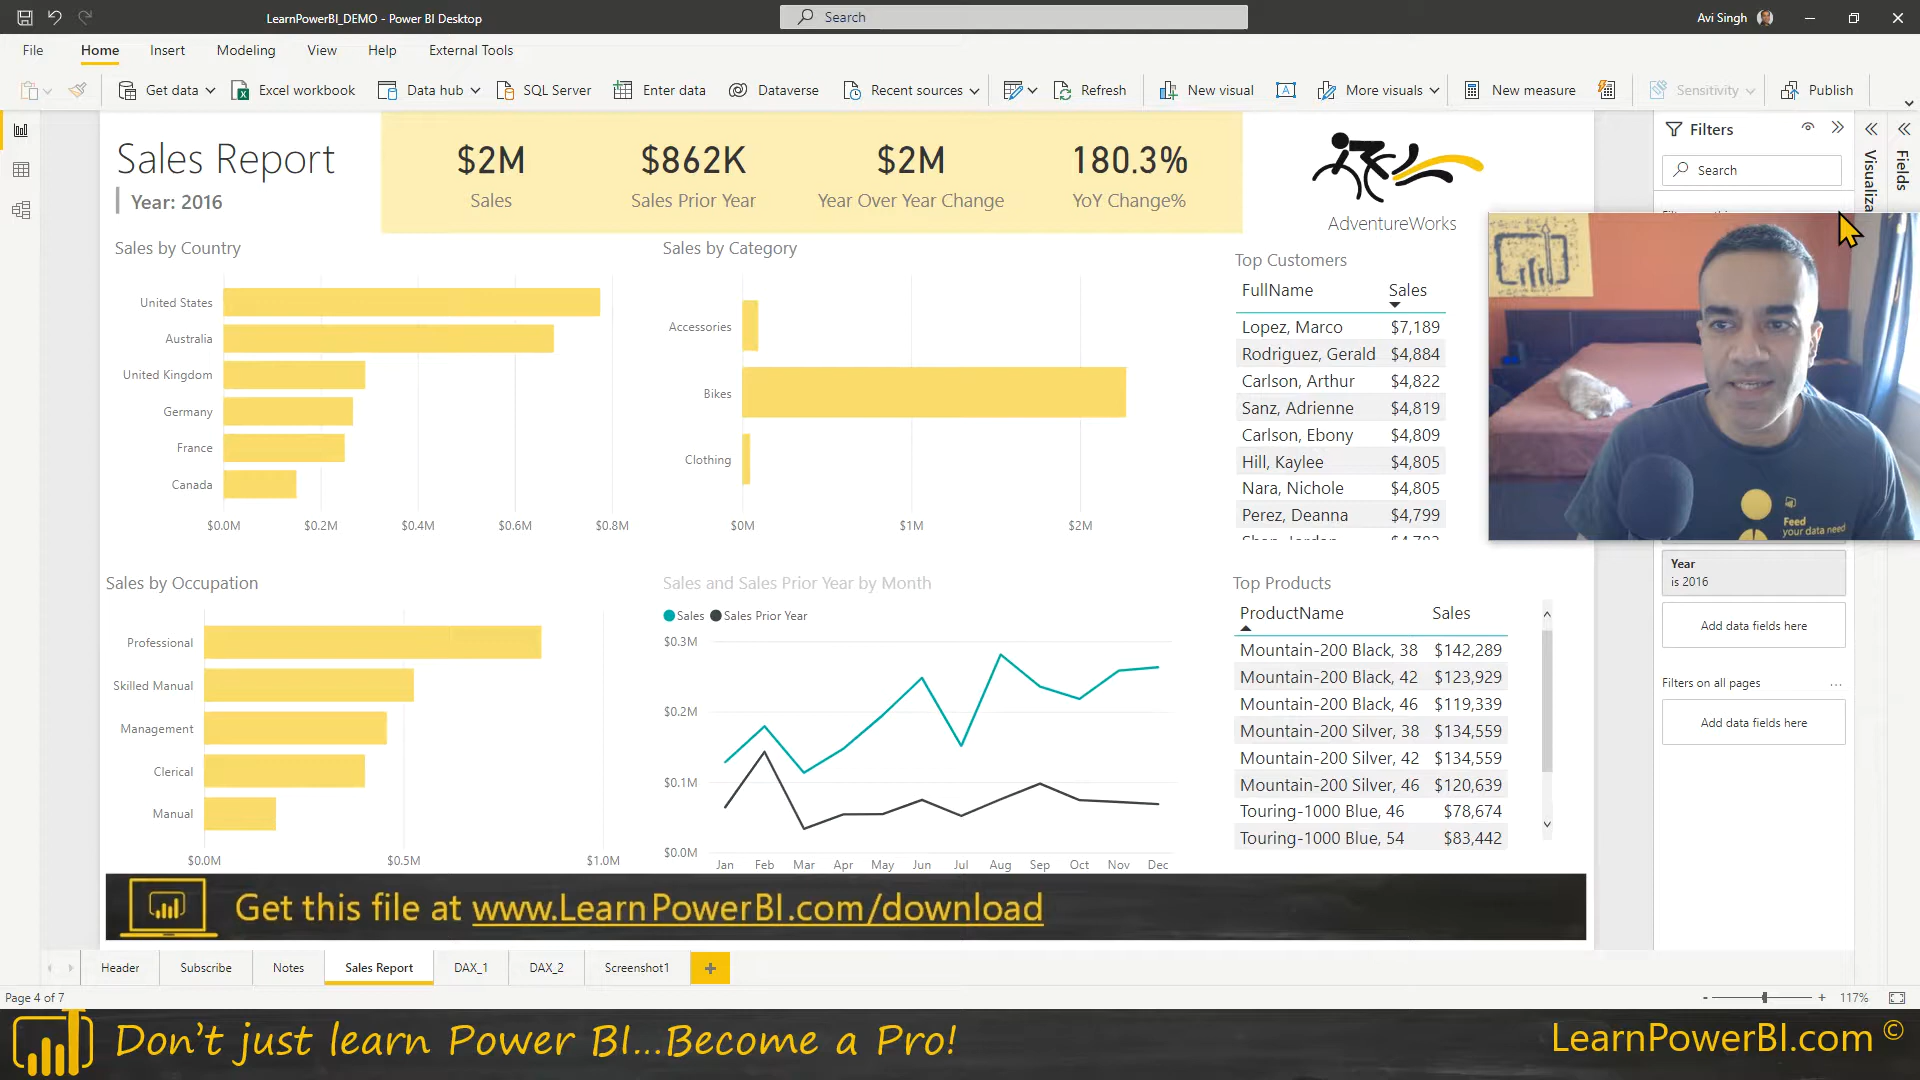 LearnPowerBI_DEMO - Power BI Desktop
Search
Avi Singh
File Home Insert Modeling View Help External Tools
Get data Excel workbook Data hub SQL Server Enter data Dataverse Recent sources Refresh New visual More visuals New measure Sensitivity Publish
Sales Report
Year: 2016
$2M $862K $2M 180.3%
Sales Sales Prior Year Year Over Year Change YoY Change%
AdventureWorks
Filters
Search
Visualiza
Fields
Sales by Country
United States
Australia
United Kingdom
Germany
France
Canada
$0.0M $0.2M $0.4M $0.6M $0.8M
Sales by Category
Accessories
Bikes
Clothing
$0M $1M $2M
Top Customers
FullName Sales
Lopez, Marco $7,189
Rodriguez, Gerald $4,884
Carlson, Arthur $4,822
Sanz, Adrienne $4,819
Carlson, Ebony $4,809
Hill, Kaylee $4,805
Nara, Nichole $4,805
Perez, Deanna $4,799
Feed
your data need
Year
is 2016
Add data fields here
Filters on all pages ...
Add data fields here
Sales by Occupation
Professional
Skilled Manual
Management
Clerical
Manual
$0.0M $0.5M $1.0M
Sales and Sales Prior Year by Month
Sales Sales Prior Year
$0.3M
$0.2M
$0.1M
$0.0M
Jan Feb Mar Apr May Jun Jul Aug Sep Oct Nov Dec
Top Products
ProductName Sales
Mountain-200 Black, 38 $142,289
Mountain-200 Black, 42 $123,929
Mountain-200 Black, 46 $119,339
Mountain-200 Silver, 38 $134,559
Mountain-200 Silver, 42 $134,559
Mountain-200 Silver, 46 $120,639
Touring-1000 Blue, 46 $78,674
Touring-1000 Blue, 54 $83,442
Get this file at www.LearnPowerBI.com/download
Header Subscribe Notes Sales Report DAX_1 DAX_2 Screenshot1 +
Page 4 of 7
- + 117%
Don't just learn Power BI...Become a Pro!
LearnPowerBI.com ©